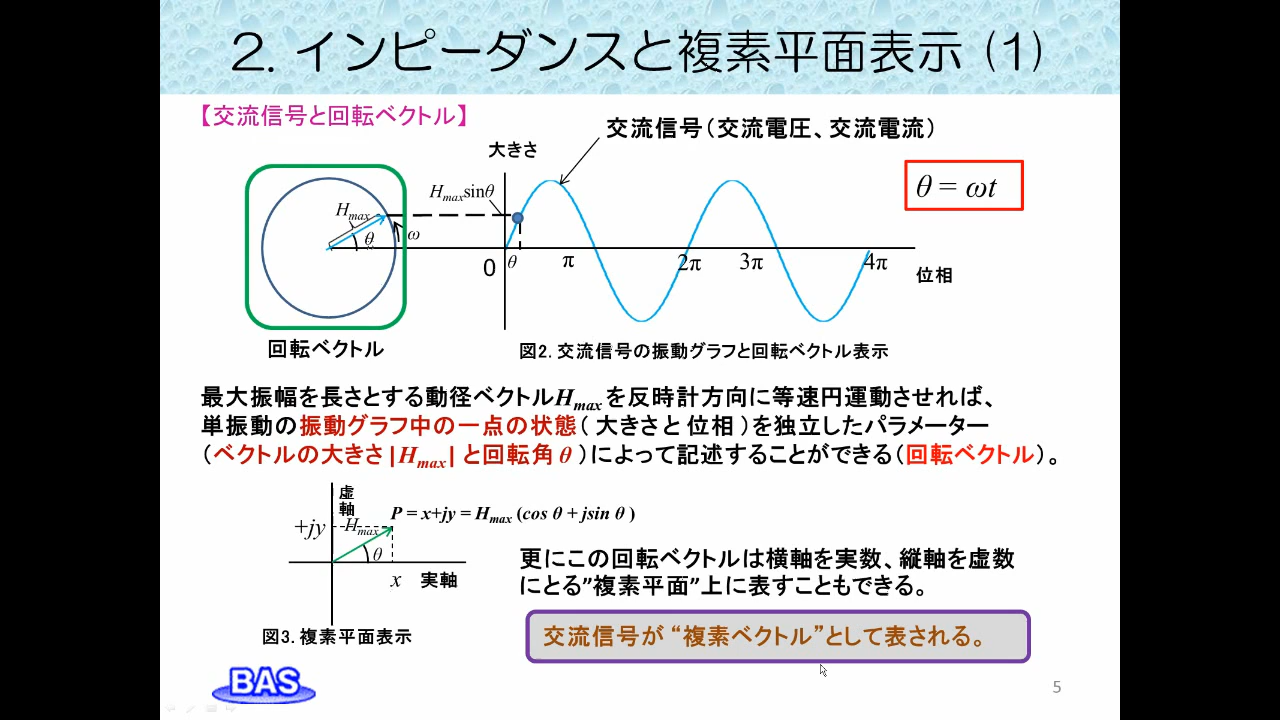 2. インピーダンスと複素平面表示 (1)
【交流信号と回転ベクトル】
交流信号(交流電圧、交流電流)
大きさ
θ = ωt
Hmaxsinθ
Hmax
θ
ω
0
θ
π
2π
3π
4π
位相
回転ベクトル
図2. 交流信号の振動グラフと回転ベクトル表示
最大振幅を長さとする動径ベクトルHmaxを反時計方向に等速円運動させれば、
単振動の振動グラフ中の一点の状態( 大きさと位相 )を独立したパラメーター
(ベクトルの大きさ |Hmax| と回転角 θ )によって記述することができる(回転ベクトル)。
虚
軸
P = x+jy = Hmax (cos θ + jsin θ )
+jy
Hmax
θ
x
実軸
図3. 複素平面表示
更にこの回転ベクトルは横軸を実数、縦軸を虚数
にとる”複素平面”上に表すこともできる。
交流信号が “複素ベクトル”として表される。
BAS
5